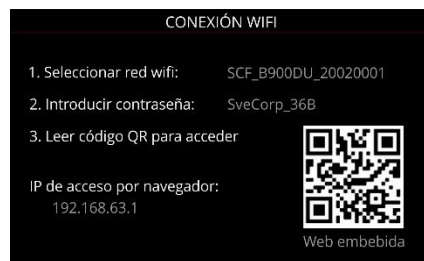 CONEXIÓN WIFI
1. Seleccionar red wifi: SCF_B900DU_20020001
2. Introducir contraseña: SveCorp_36B
3. Leer código QR para acceder
IP de acceso por navegador:
192.168.63.1
Web embebida